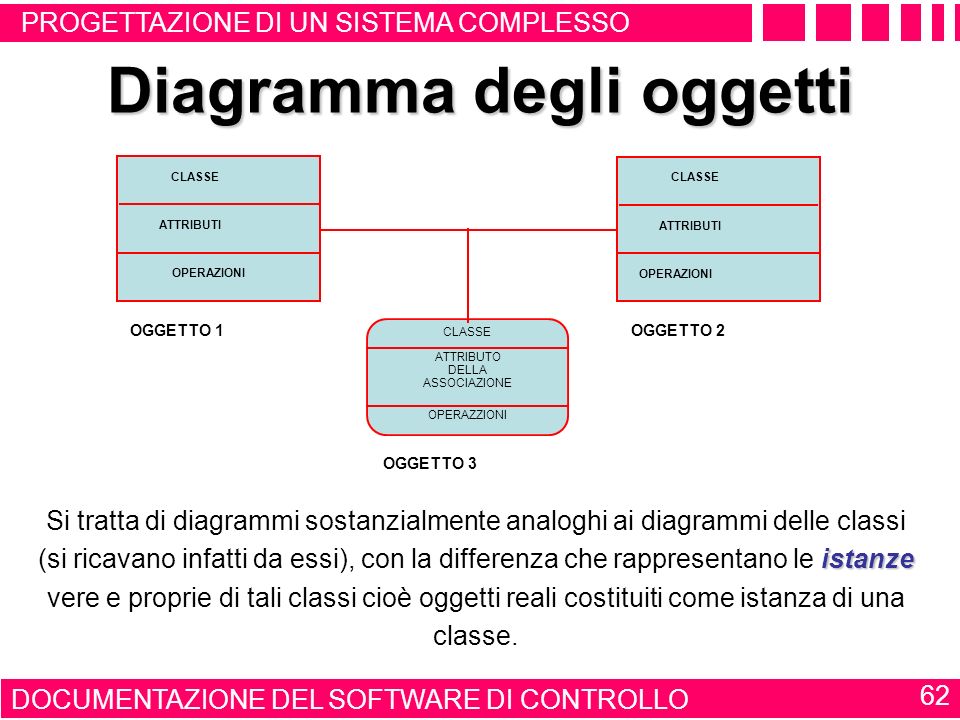 PROGETTAZIONE DI UN SISTEMA COMPLESSO
Diagramma degli oggetti
CLASSE
ATTRIBUTI
OPERAZIONI
OGGETTO 1
CLASSE
ATTRIBUTI
OPERAZIONI
OGGETTO 2
CLASSE
ATTRIBUTO
DELLA
ASSOCIAZIONE
OPERAZZIONI
OGGETTO 3
Si tratta di diagrammi sostanzialmente analoghi ai diagrammi delle classi
(si ricavano infatti da essi), con la differenza che rappresentano le istanze
vere e proprie di tali classi cioè oggetti reali costituiti come istanza di una
classe.
DOCUMENTAZIONE DEL SOFTWARE DI CONTROLLO
62